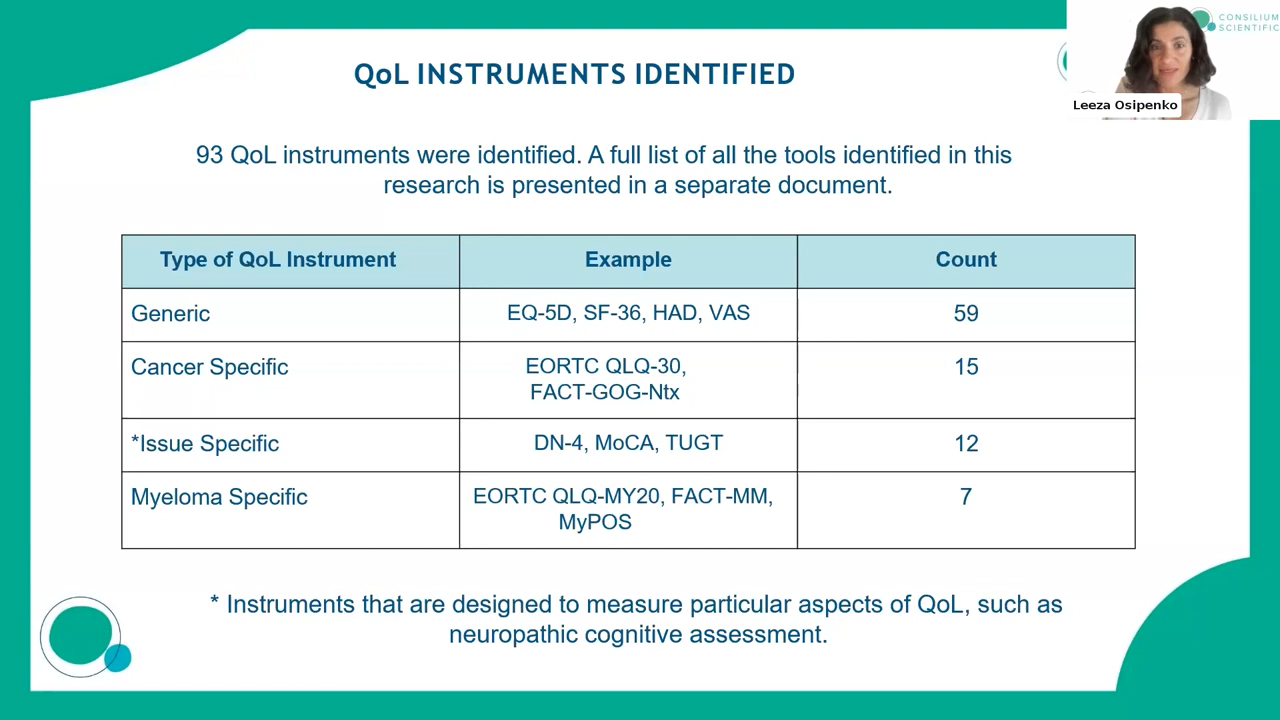 CONSILIUM
SCIENTIFIC
Leeza Osipenko
QoL INSTRUMENTS IDENTIFIED
93 QoL instruments were identified. A full list of all the tools identified in this
research is presented in a separate document.
Type of QoL Instrument
Example
Count
Generic
EQ-5D, SF-36, HAD, VAS
59
Cancer Specific
EORTC QLQ-30,
FACT-GOG-Ntx
15
*Issue Specific
DN-4, MoCA, TUGT
12
Myeloma Specific
EORTC QLQ-MY20, FACT-MM,
MyPOS
7
* Instruments that are designed to measure particular aspects of QoL, such as
neuropathic cognitive assessment.